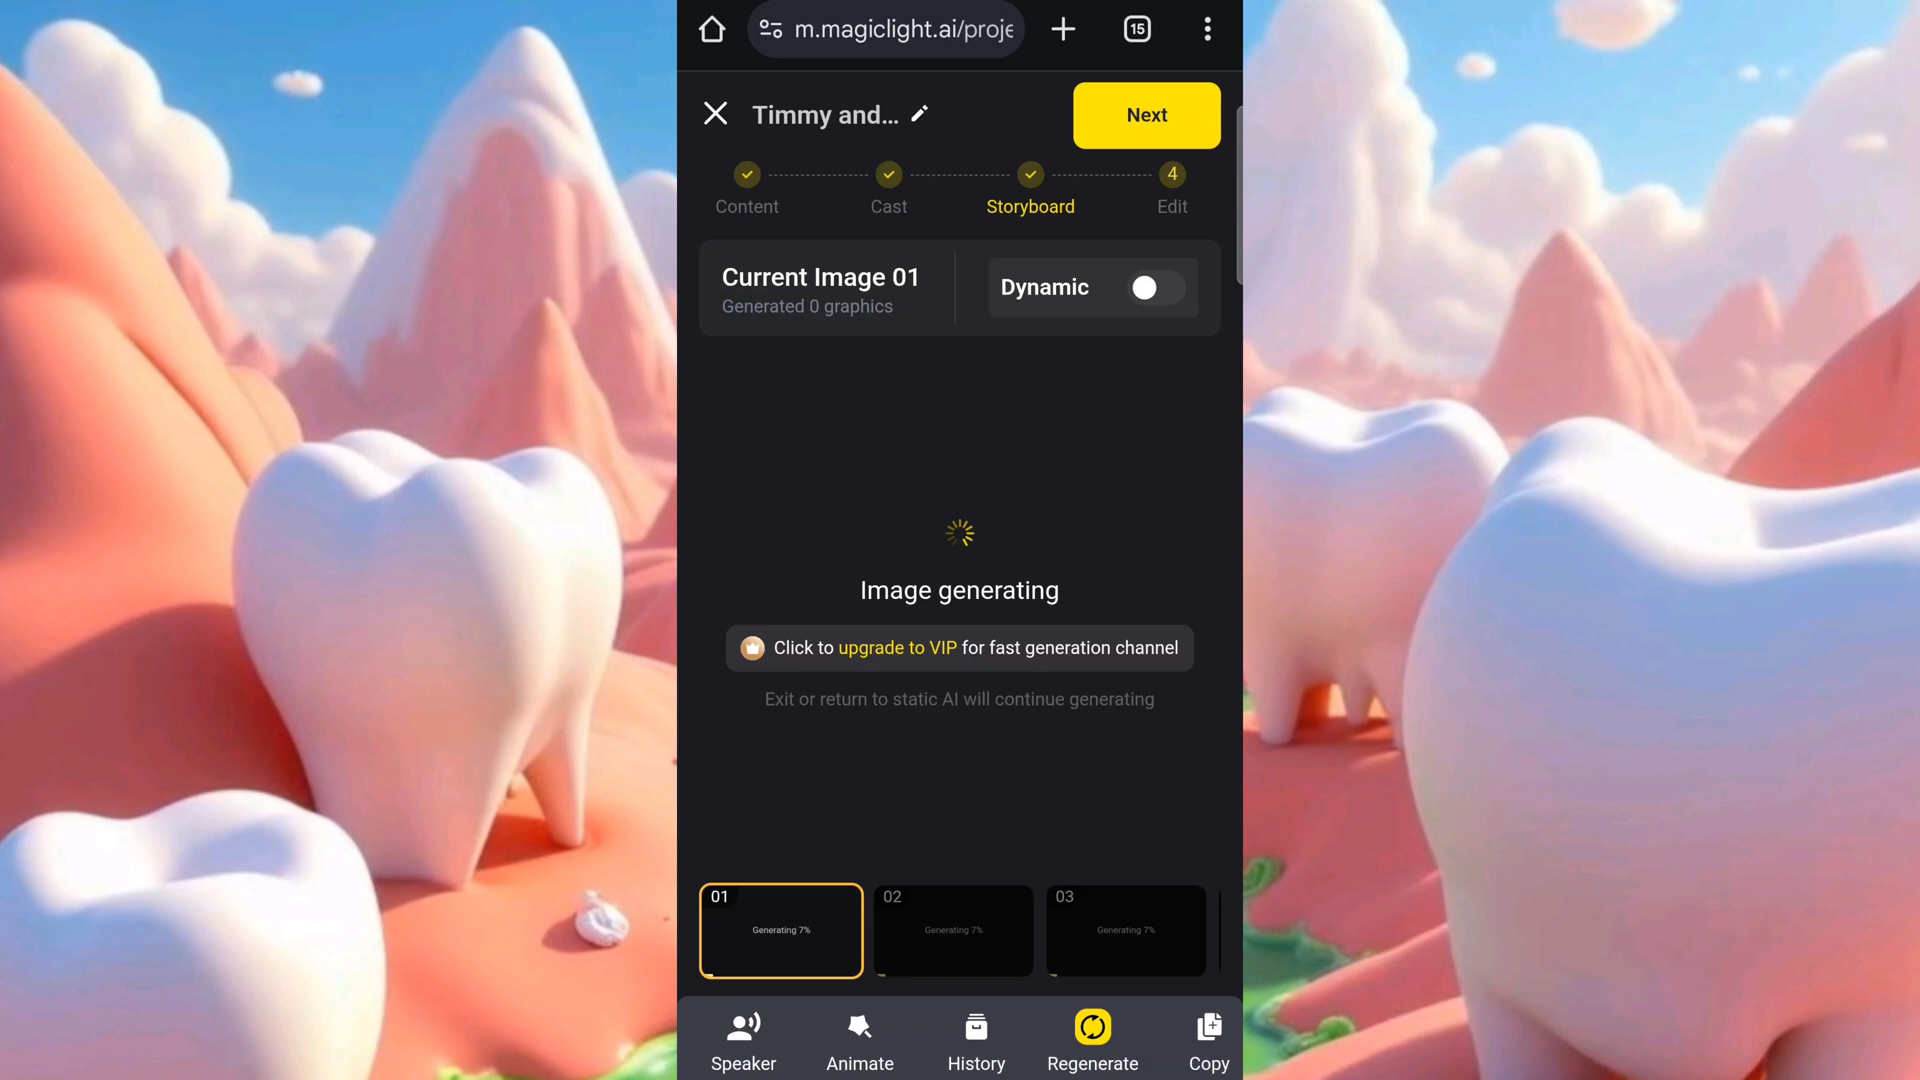 m.magiclight.ai/proje
15
Timmy and...
Next
4
Content
Cast
Storyboard
Edit
Current Image 01
Generated 0 graphics
Dynamic
Image generating
Click to upgrade to VIP for fast generation channel
Exit or return to static AI will continue generating
01
02
03
Generating 7%
Generating 7%
Generating 7%
Speaker
Animate
History
Regenerate
Copy